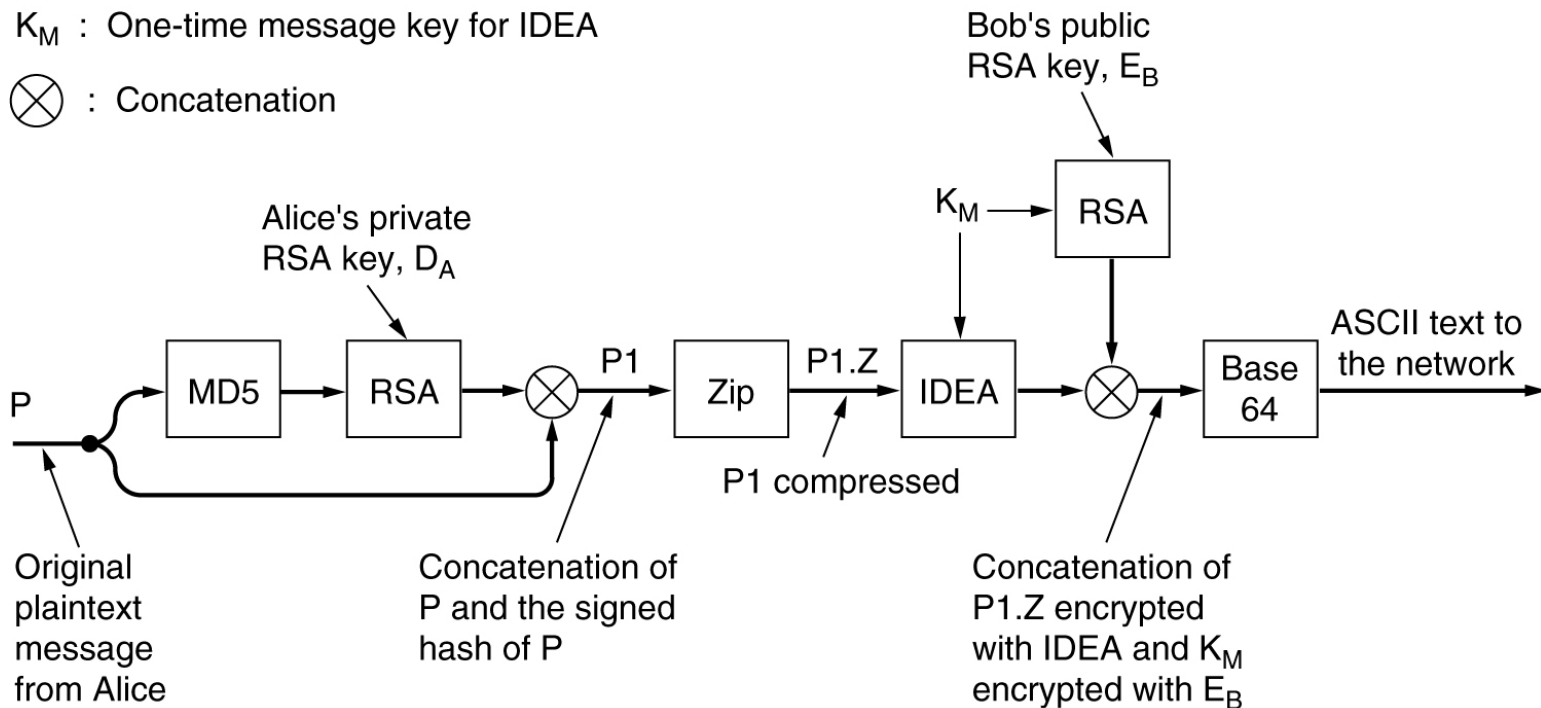 K_M : One-time message key for IDEA
: Concatenation
Bob's public
RSA key, E_B
Alice's private
RSA key, D_A
K_M
RSA
P
MD5
RSA
P1
Zip
P1.Z
IDEA
Base
64
ASCII text to
the network
P1 compressed
Original
plaintext
message
from Alice
Concatenation of
P and the signed
hash of P
Concatenation of
P1.Z encrypted
with IDEA and K_M
encrypted with E_B